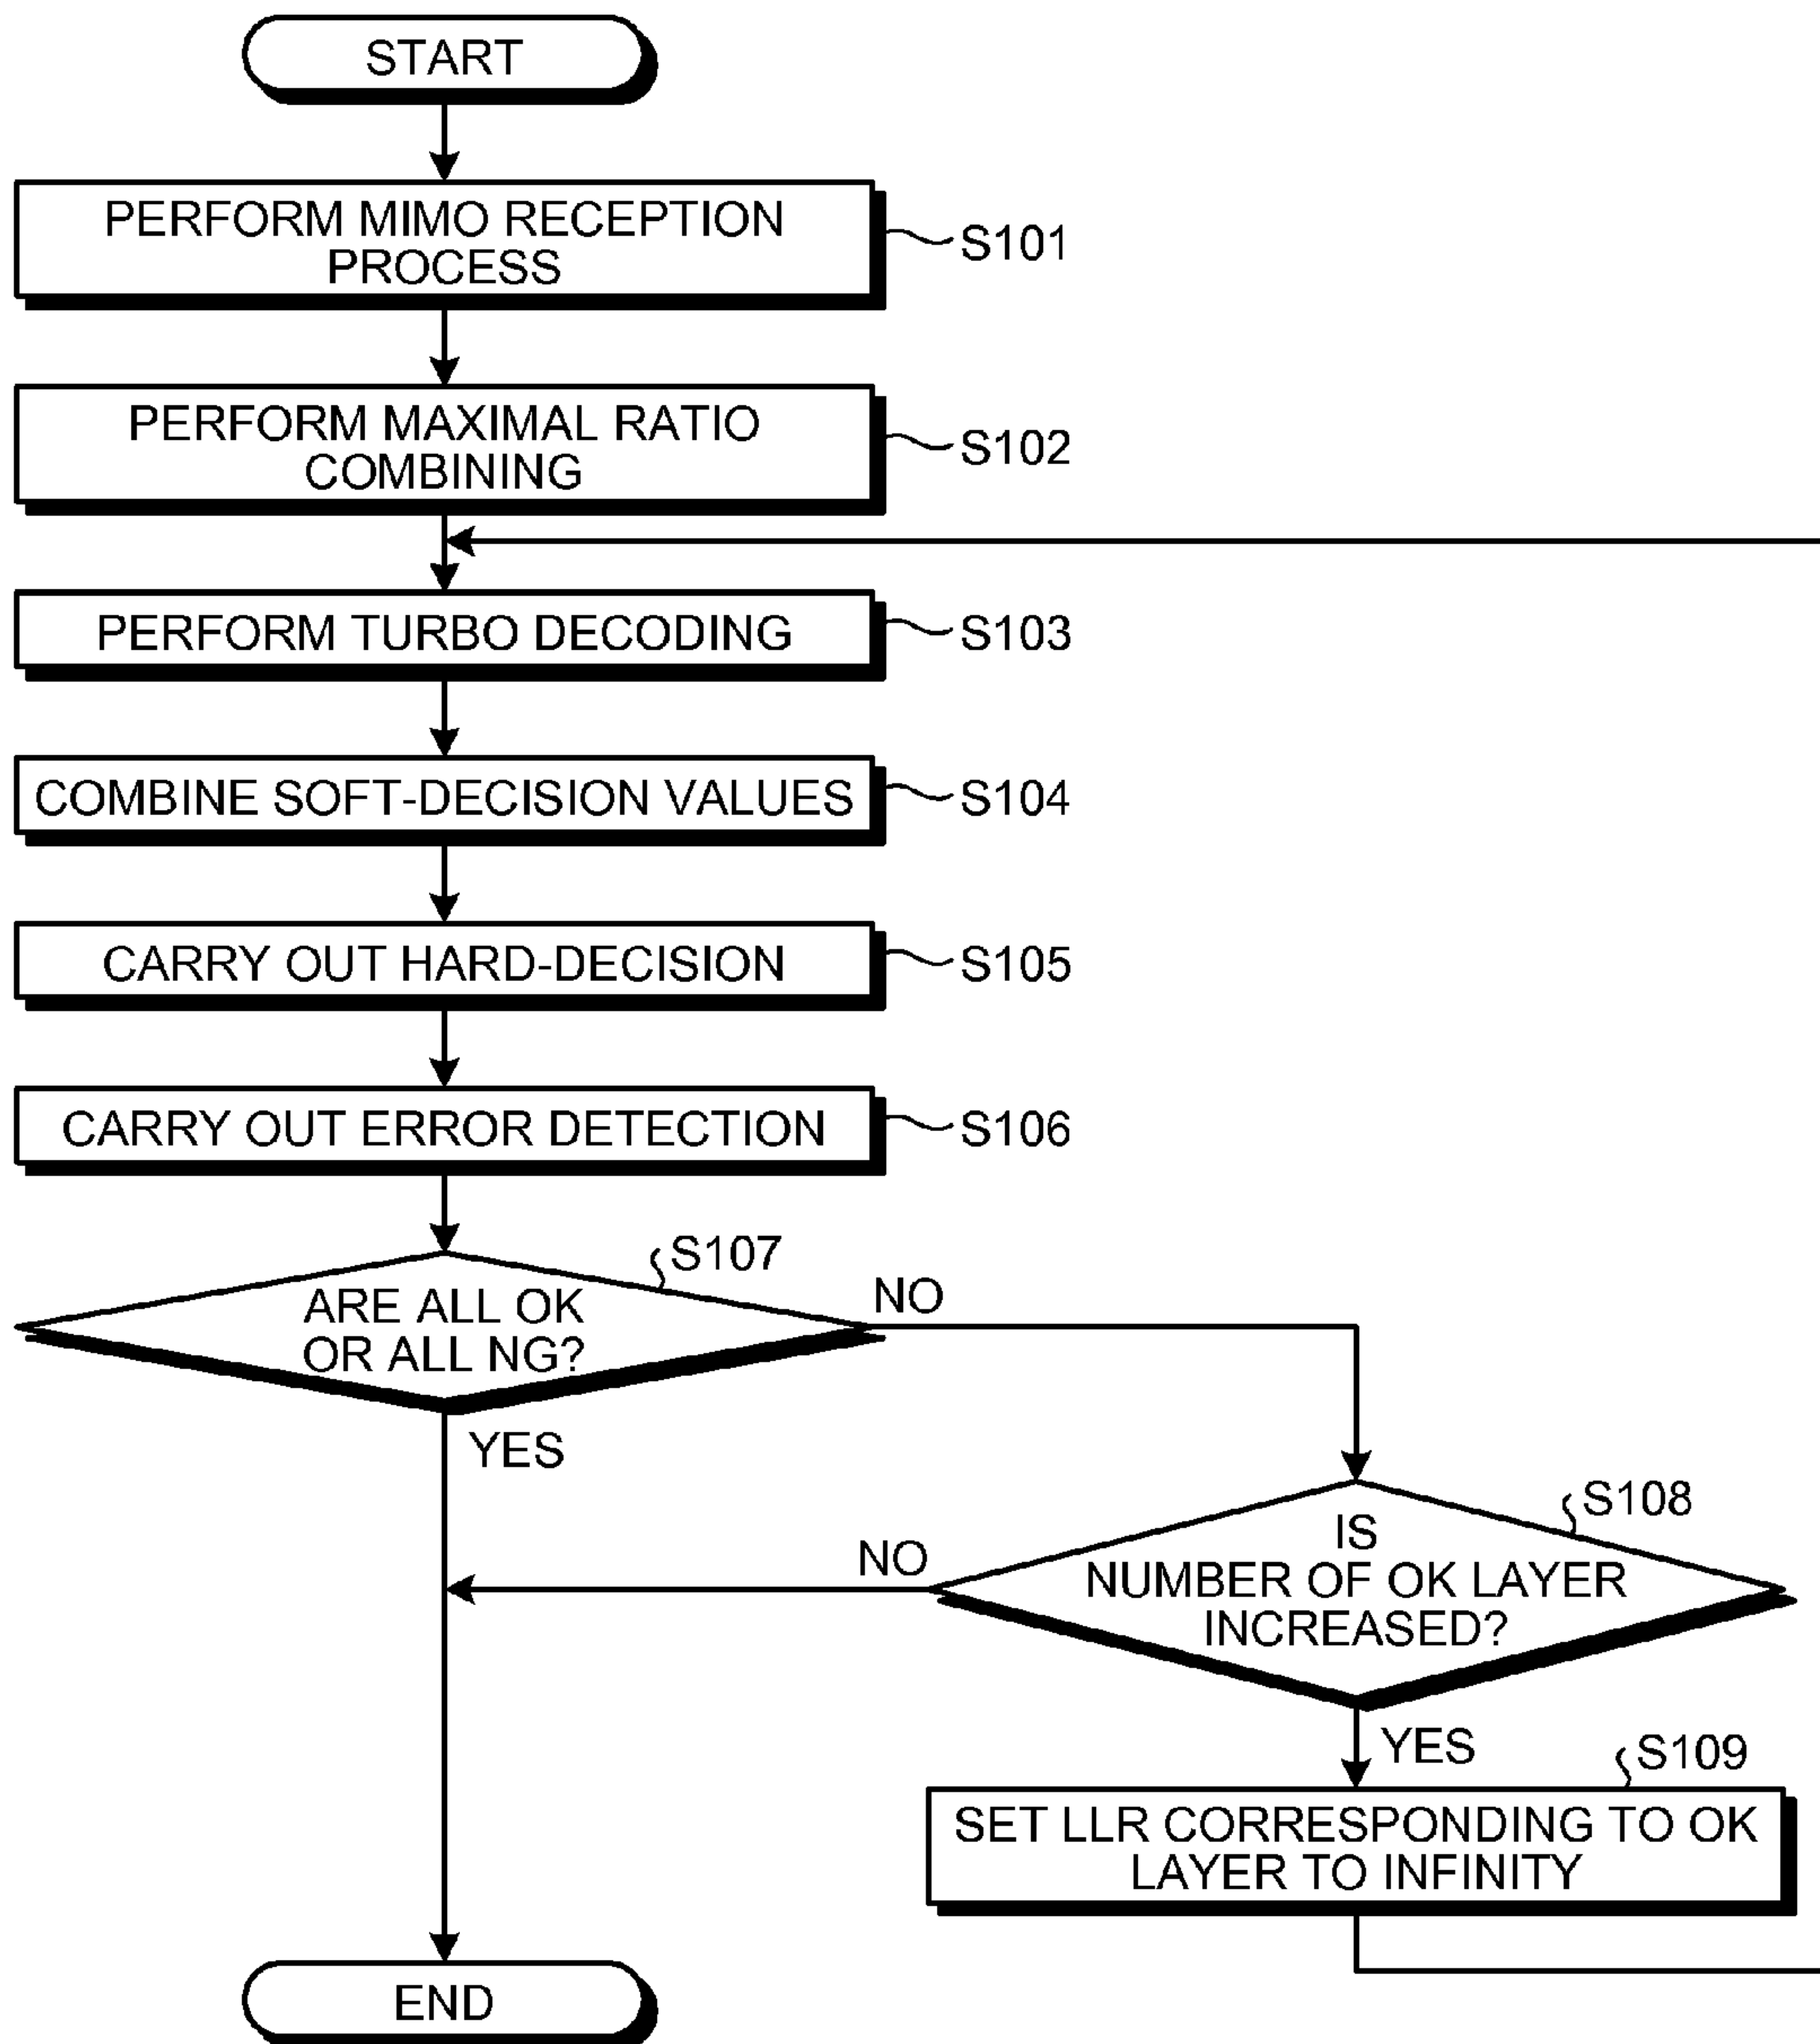 START
PERFORM MIMO RECEPTION
PROCESS
S101
PERFORM MAXIMAL RATIO
COMBINING
S102
PERFORM TURBO DECODING
S103
COMBINE SOFT-DECISION VALUES
S104
CARRY OUT HARD-DECISION
S105
CARRY OUT ERROR DETECTION
S106
S107
ARE ALL OK
OR ALL NG?
NO
YES
S108
IS
NUMBER OF OK LAYER
INCREASED?
NO
YES
S109
SET LLR CORRESPONDING TO OK
LAYER TO INFINITY
END